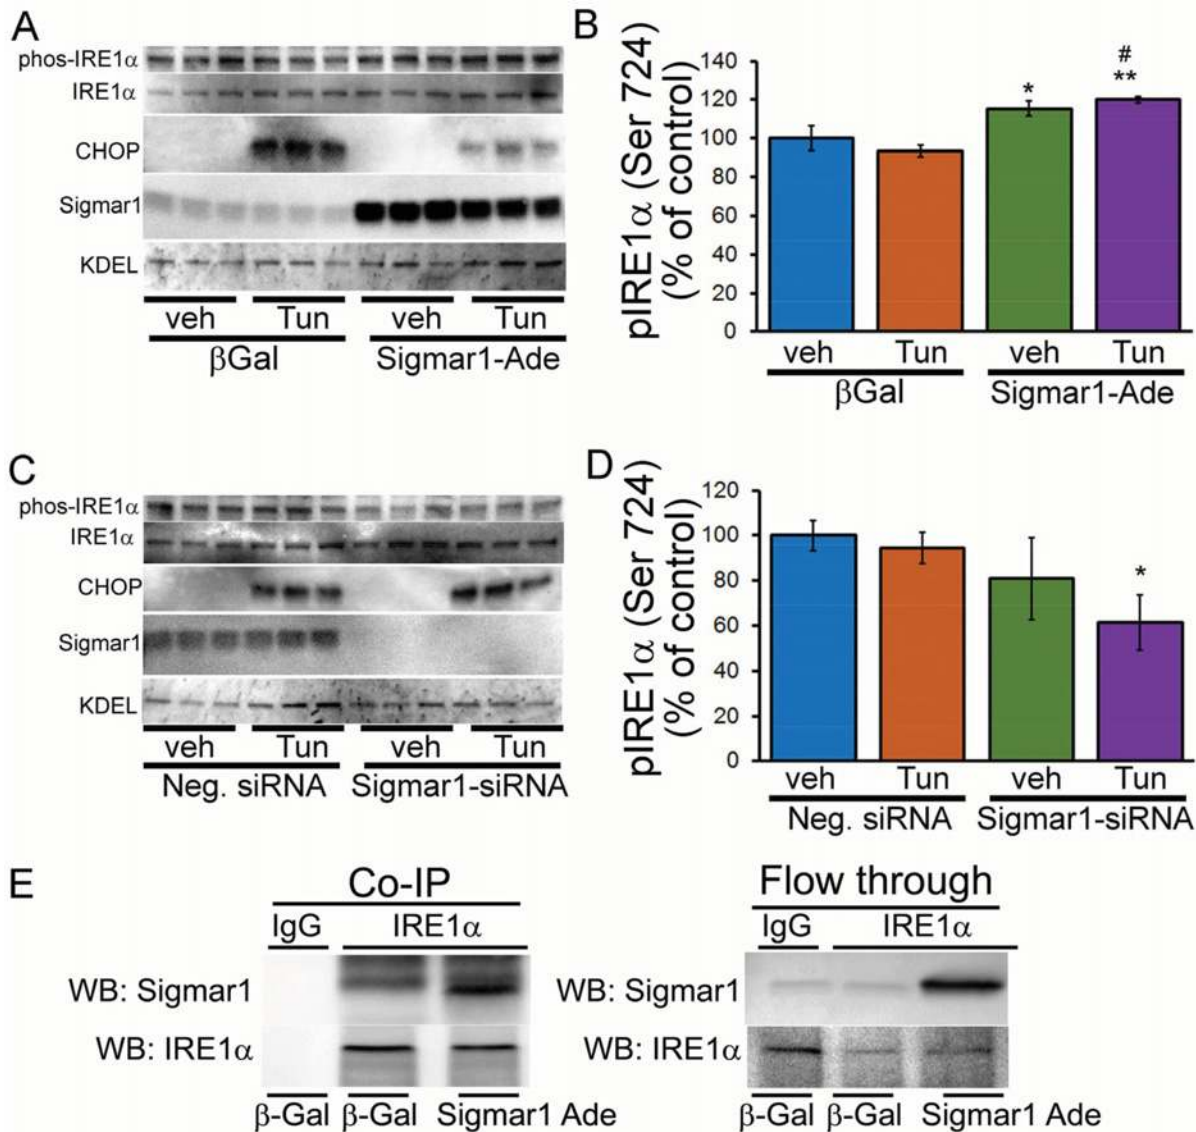 A
phos-IRE1α
IRE1α
CHOP
Sigmar1
KDEL
veh Tun veh Tun
βGal Sigmar1-Ade
B
pIRE1α (Ser 724)
(% of control)
140
120
100
80
60
40
20
0
*
#
**
veh Tun veh Tun
βGal Sigmar1-Ade
C
phos-IRE1α
IRE1α
CHOP
Sigmar1
KDEL
veh Tun veh Tun
Neg. siRNA Sigmar1-siRNA
D
pIRE1α (Ser 724)
(% of control)
120
100
80
60
40
20
0
*
veh Tun veh Tun
Neg. siRNA Sigmar1-siRNA
E
Co-IP
IgG IRE1α
WB: Sigmar1
WB: IRE1α
β-Gal β-Gal Sigmar1 Ade
Flow through
IgG IRE1α
WB: Sigmar1
WB: IRE1α
β-Gal β-Gal Sigmar1 Ade